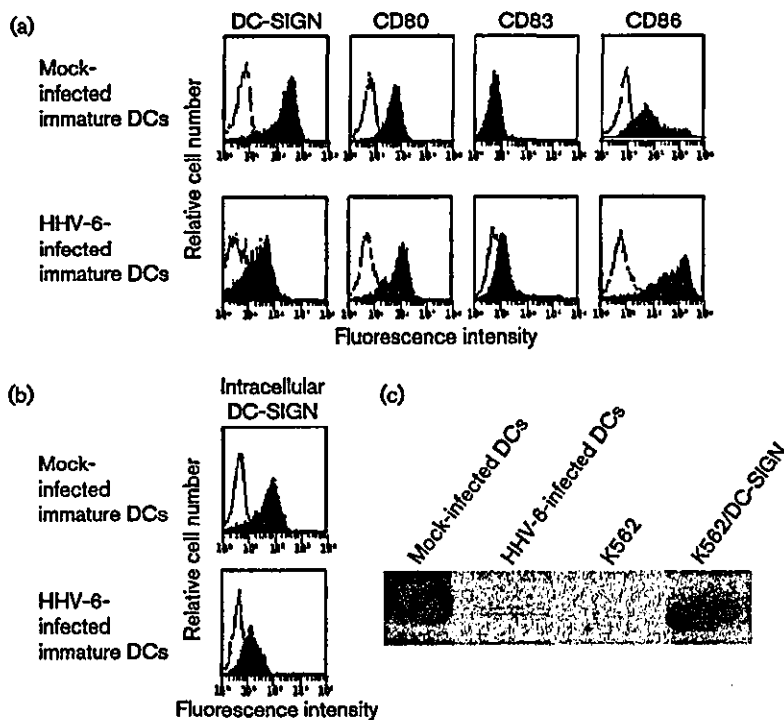 (a)
DC-SIGN CD80 CD83 CD86
Mock-
infected
immature DCs
HHV-6-
infected
immature DCs
Relative cell number
Fluorescence intensity
(b)
Intracellular
DC-SIGN
Mock-
infected
immature DCs
HHV-6-
infected
immature DCs
Relative cell number
Fluorescence intensity
(c)
Mock-infected DCs
HHV-6-infected DCs
K562
K562/DC-SIGN